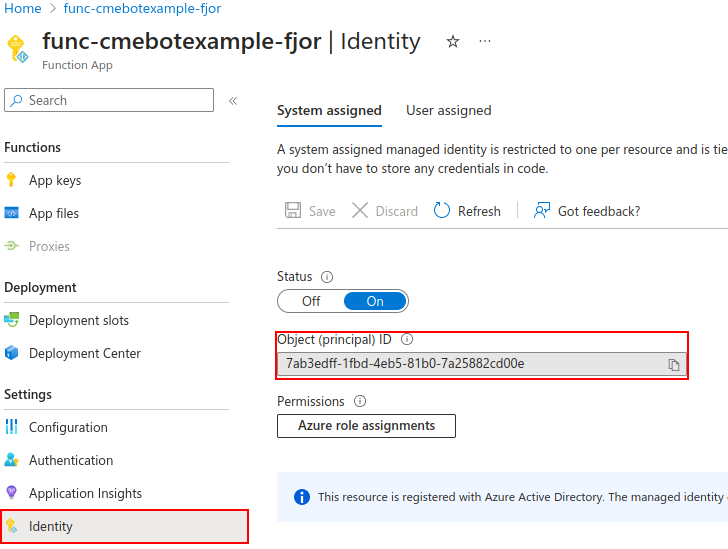 Home > func-cmebotexample-fjor
func-cmebotexample-fjor | Identity
Function App
Search
Functions
App keys
App files
Proxies
Deployment
Deployment slots
Deployment Center
Settings
Configuration
Authentication
Application Insights
Identity
System assigned User assigned
A system assigned managed identity is restricted to one per resource and is tie
you don't have to store any credentials in code.
Save Discard Refresh Got feedback?
Status
Off On
Object (principal) ID
7ab3edff-1fbd-4eb5-81b0-7a25882cd00e
Permissions
Azure role assignments
This resource is registered with Azure Active Directory. The managed identity